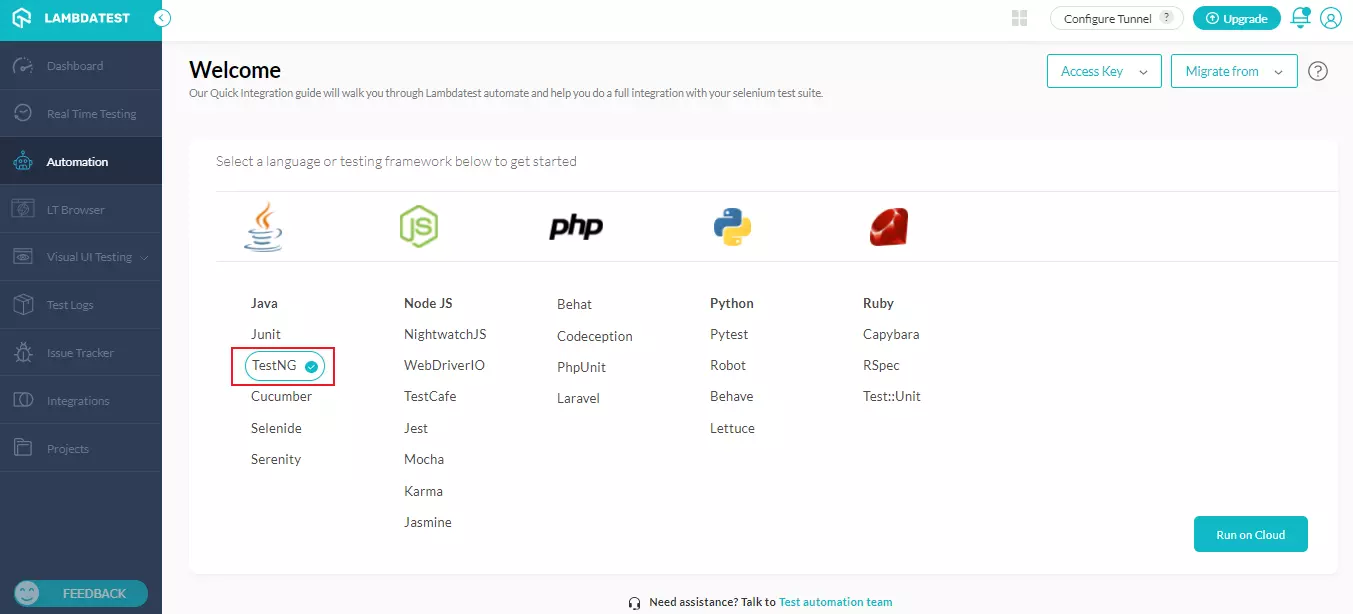 LAMBDATEST
Configure Tunnel ?
Upgrade
Dashboard
Real Time Testing
Automation
LT Browser
Visual UI Testing
Test Logs
Issue Tracker
Integrations
Projects
FEEDBACK
Welcome
Access Key
Migrate from
?
Our Quick Integration guide will walk you through Lambdatest automate and help you do a full integration with your selenium test suite.
Select a language or testing framework below to get started
JS
php
Java
Junit
TestNG
Cucumber
Selenide
Serenity
Node JS
NightwatchJS
WebDriverIO
TestCafe
Jest
Mocha
Karma
Jasmine
Behat
Codeception
PhpUnit
Laravel
Python
Pytest
Robot
Behave
Lettuce
Ruby
Capybara
RSpec
Test::Unit
Run on Cloud
Need assistance? Talk to Test automation team